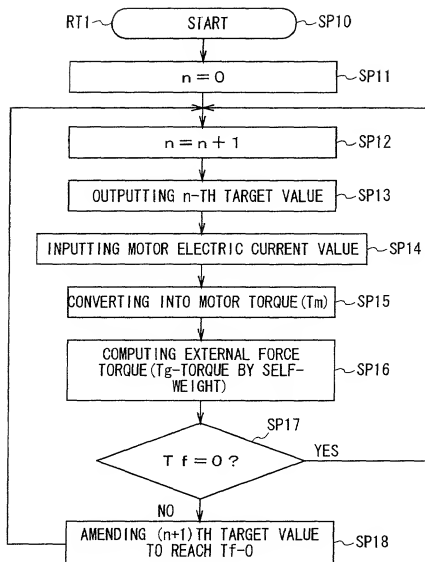 RT1
START
SP10
n=0
SP11
n=n+1
SP12
OUTPUTTING n-TH TARGET VALUE
SP13
INPUTTING MOTOR ELECTRIC CURRENT VALUE
SP14
CONVERTING INTO MOTOR TORQUE(Tm)
SP15
COMPUTING EXTERNAL FORCE
TORQUE(Tg-TORQUE BY SELF-
WEIGHT)
SP16
SP17
Tf=0?
YES
NO
AMENDING (n+1)TH TARGET VALUE
TO REACH Tf-0
SP18